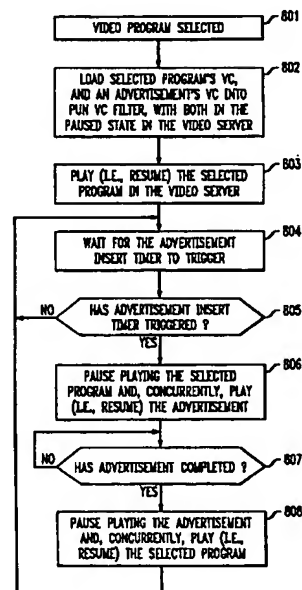 801
VIDEO PROGRAM SELECTED
802
LOAD SELECTED PROGRAM'S VC,
AND AN ADVERTISEMENT'S VC INTO
PUN VC FILTER, WITH BOTH IN THE
PAUSED STATE IN THE VIDEO SERVER
803
PLAY (I.E., RESUME) THE SELECTED
PROGRAM IN THE VIDEO SERVER
804
WAIT FOR THE ADVERTISEMENT
INSERT TIMER TO TRIGGER
805
NO
HAS ADVERTISEMENT INSERT
TIMER TRIGGERED ?
YES
806
PAUSE PLAYING THE SELECTED
PROGRAM AND, CONCURRENTLY, PLAY
(I.E., RESUME) THE ADVERTISEMENT
807
NO
HAS ADVERTISEMENT COMPLETED ?
YES
808
PAUSE PLAYING THE ADVERTISEMENT
AND, CONCURRENTLY, PLAY (I.E.,
RESUME) THE SELECTED PROGRAM